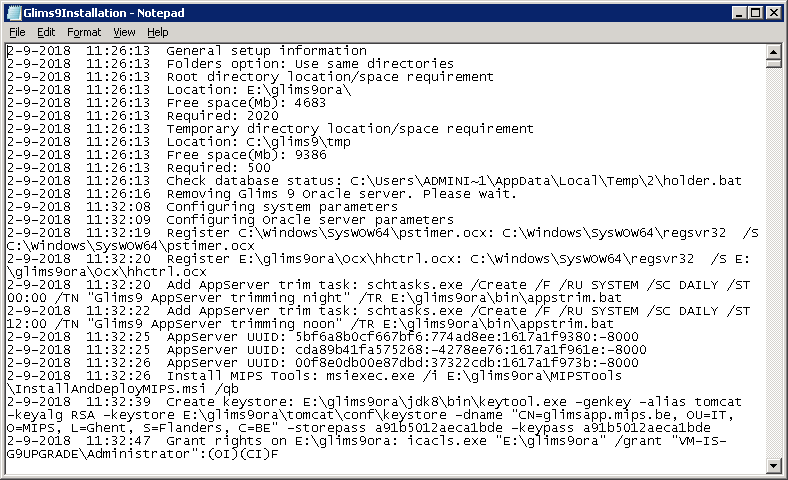 Glims9Installation - Notepad
File Edit Format View Help
2-9-2018  11:26:13  General setup information
2-9-2018  11:26:13  Folders option: Use same directories
2-9-2018  11:26:13  Root directory location/space requirement
2-9-2018  11:26:13  Location: E:\glims9ora\
2-9-2018  11:26:13  Free space(Mb): 4683
2-9-2018  11:26:13  Required: 2020
2-9-2018  11:26:13  Temporary directory location/space requirement
2-9-2018  11:26:13  Location: C:\glims9\tmp
2-9-2018  11:26:13  Free space(Mb): 9386
2-9-2018  11:26:13  Required: 500
2-9-2018  11:26:13  Check database status: C:\Users\ADMINI~1\AppData\Local\Temp\2\holder.bat
2-9-2018  11:26:16  Removing Glims 9 Oracle server. Please wait.
2-9-2018  11:32:08  Configuring system parameters
2-9-2018  11:32:09  Configuring Oracle server parameters
2-9-2018  11:32:19  Register C:\Windows\SysWOW64\pstimer.ocx: C:\Windows\SysWOW64\regsvr32  /S
C:\Windows\SysWOW64\pstimer.ocx
2-9-2018  11:32:20  Register E:\glims9ora\Ocx\hhctrl.ocx: C:\Windows\SysWOW64\regsvr32  /S E:
\glims9ora\Ocx\hhctrl.ocx
2-9-2018  11:32:20  Add AppServer trim task: schtasks.exe /Create /F /RU SYSTEM /SC DAILY /ST
00:00 /TN "Glims9 AppServer trimming night" /TR E:\glims9ora\bin\appstrim.bat
2-9-2018  11:32:22  Add AppServer trim task: schtasks.exe /Create /F /RU SYSTEM /SC DAILY /ST
12:00 /TN "Glims9 AppServer trimming noon" /TR E:\glims9ora\bin\appstrim.bat
2-9-2018  11:32:25  AppServer UUID: 5bf6a8b0cf667bf6:774ad8ee:1617a1f9380:-8000
2-9-2018  11:32:25  AppServer UUID: cda89b41fa575268:-4278ee76:1617a1f961e:-8000
2-9-2018  11:32:26  AppServer UUID: 00f8e0db00e87dbd:37322cdb:1617a1f973b:-8000
2-9-2018  11:32:26  Install MIPS Tools: msiexec.exe /i E:\glims9ora\MIPSTools
\InstallAndDeployMIPS.msi /qb
2-9-2018  11:32:39  Create keystore: E:\glims9ora\jdk8\bin\keytool.exe -genkey -alias tomcat
-keyalg RSA -keystore E:\glims9ora\tomcat\conf\keystore -dname "CN=glimsapp.mips.be, OU=IT,
O=MIPS, L=Ghent, S=Flanders, C=BE" -storepass a91b5012aeca1bde -keypass a91b5012aeca1bde
2-9-2018  11:32:47  Grant rights on E:\glims9ora: icacls.exe "E:\glims9ora" /grant "VM-IS-
G9UPGRADE\Administrator":(OI)(CI)F